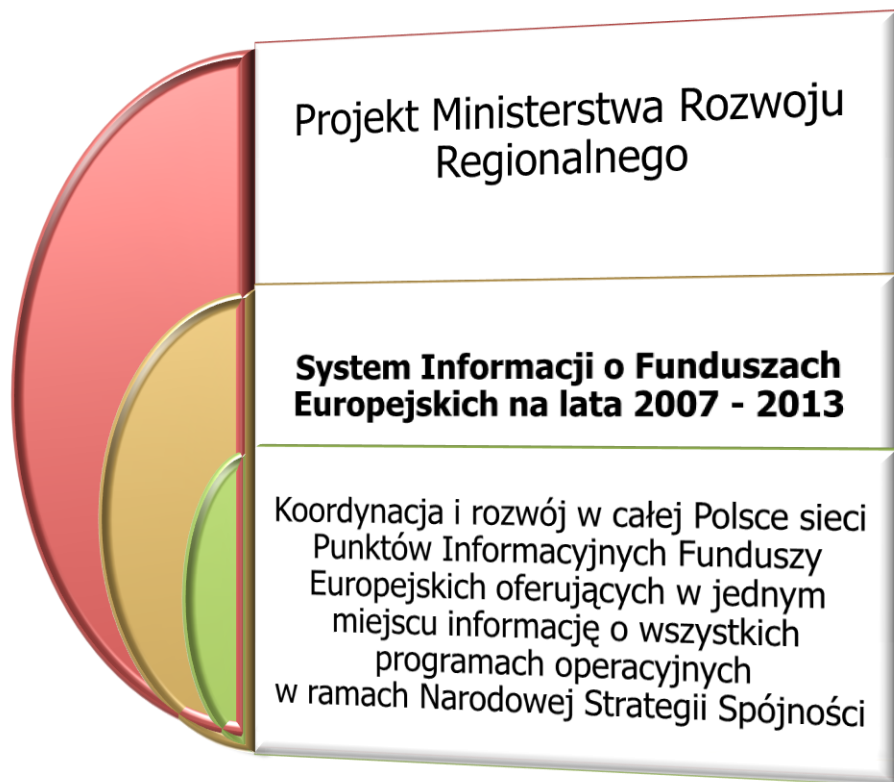 Projekt Ministerstwa Rozwoju
Regionalnego
System Informacji o Funduszach
Europejskich na lata 2007 - 2013
Koordynacja i rozwój w całej Polsce sieci
Punktów Informacyjnych Funduszy
Europejskich oferujących w jednym
miejscu informację o wszystkich
programach operacyjnych
w ramach Narodowej Strategii Spójności